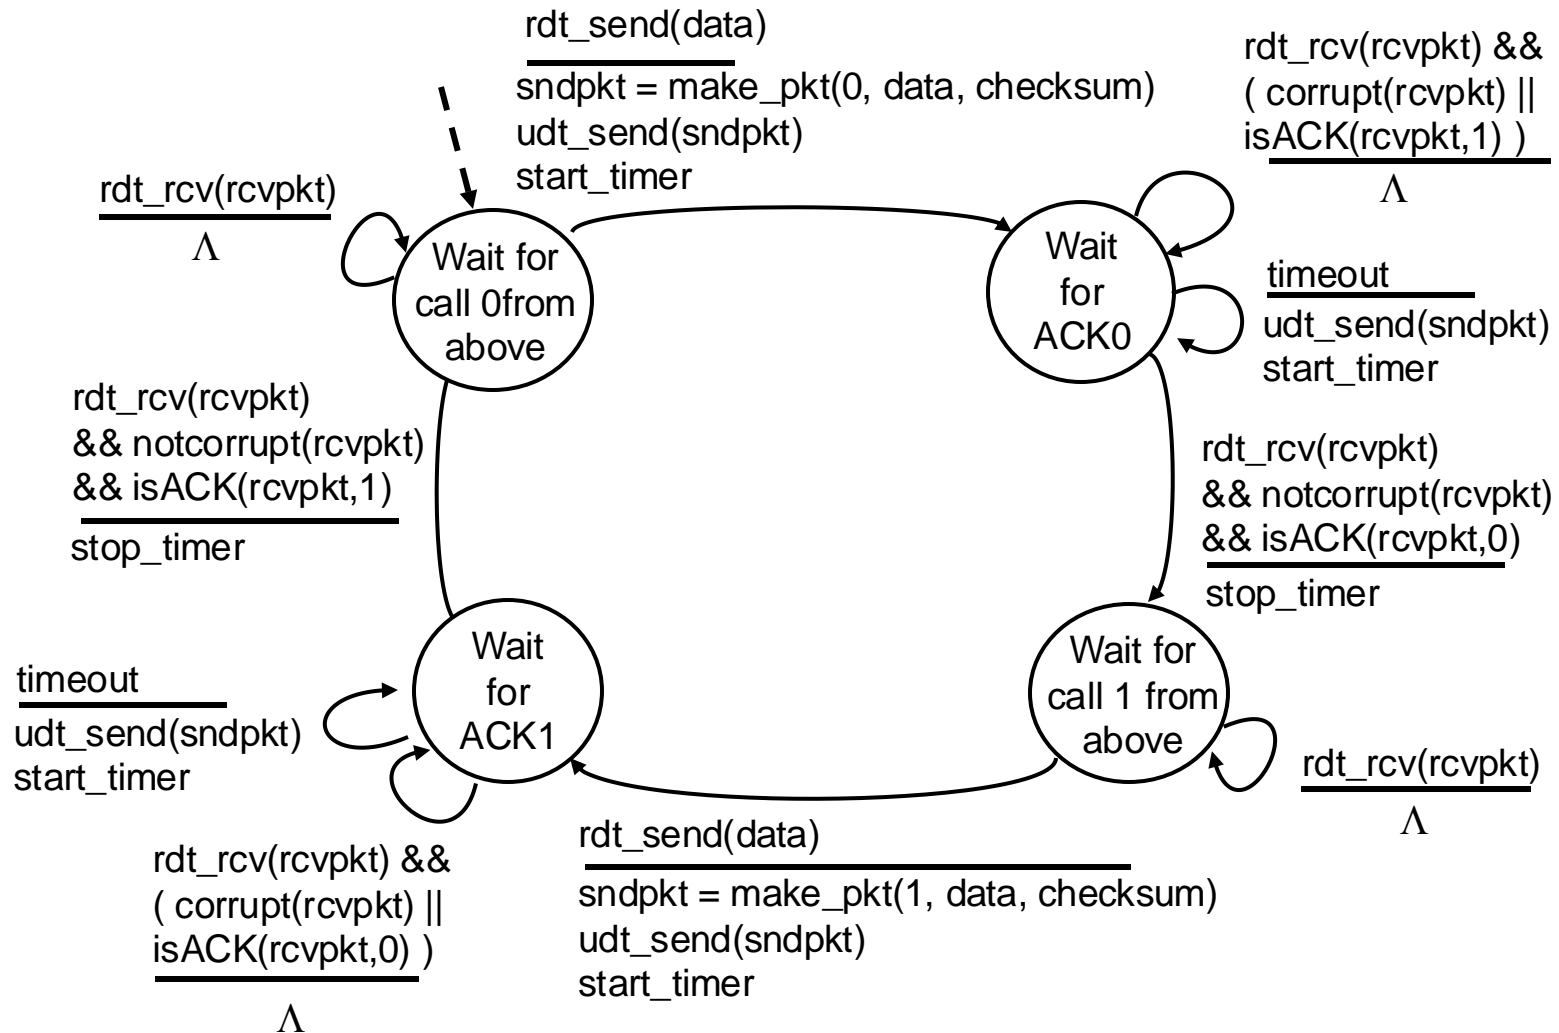 rdt_send(data)
sndpkt = make_pkt(0, data, checksum)
udt_send(sndpkt)
start_timer
rdt_rcv(rcvpkt) &&
( corrupt(rcvpkt) ||
isACK(rcvpkt,1) )
Λ
rdt_rcv(rcvpkt)
Λ
Wait for
call 0from
above
Wait
for
ACK0
timeout
udt_send(sndpkt)
start_timer
rdt_rcv(rcvpkt)
&& notcorrupt(rcvpkt)
&& isACK(rcvpkt,1)
stop_timer
rdt_rcv(rcvpkt)
&& notcorrupt(rcvpkt)
&& isACK(rcvpkt,0)
stop_timer
Wait
for
ACK1
Wait for
call 1 from
above
timeout
udt_send(sndpkt)
start_timer
rdt_rcv(rcvpkt)
Λ
rdt_rcv(rcvpkt) &&
( corrupt(rcvpkt) ||
isACK(rcvpkt,0) )
Λ
rdt_send(data)
sndpkt = make_pkt(1, data, checksum)
udt_send(sndpkt)
start_timer